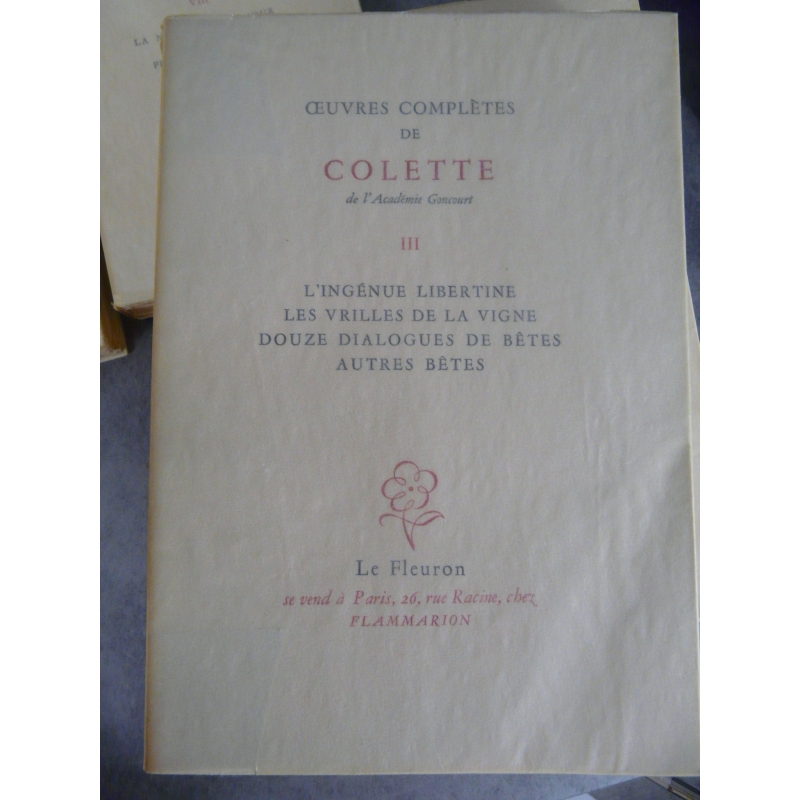 ŒUVRES COMPLÈTES
DE
COLETTE
de l'Académie Goncourt
III
L'INGÉNUE LIBERTINE
LES VRILLES DE LA VIGNE
DOUZE DIALOGUES DE BÊTES
AUTRES BÊTES
Le Fleuron
se vend à Paris, 26, rue Racine, chez
FLAMMARION
LA